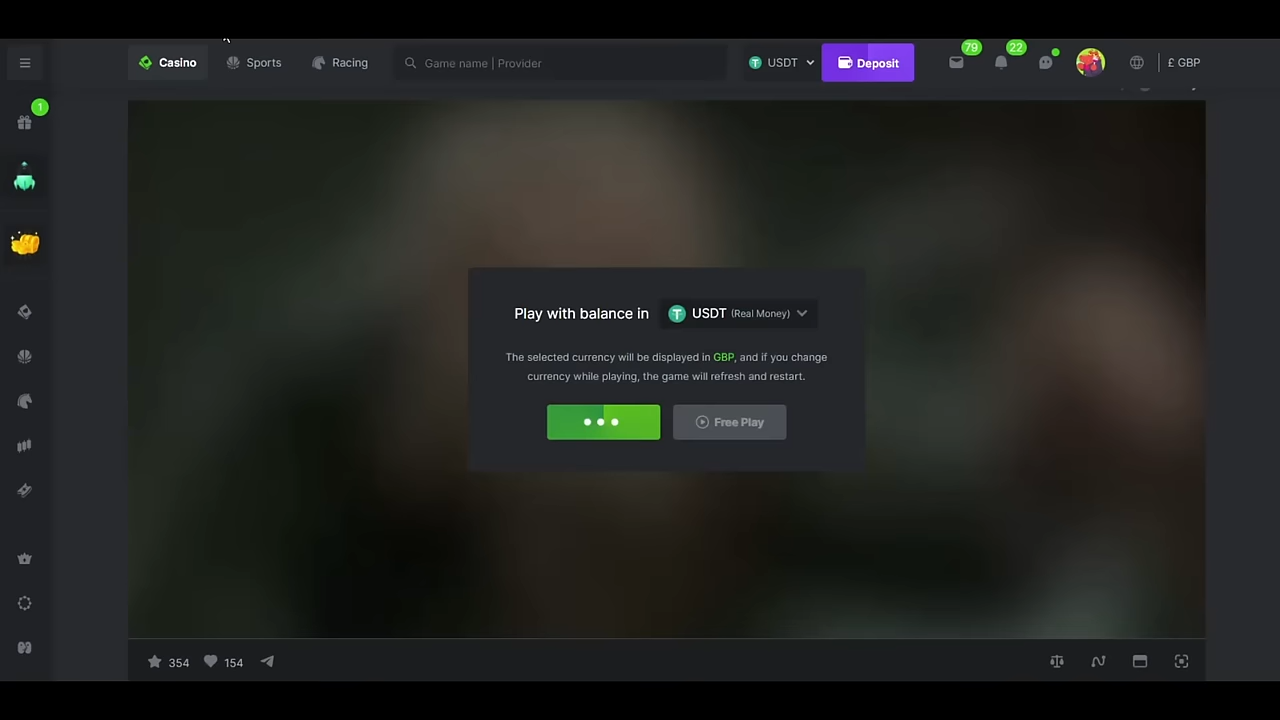 Casino
Sports
Racing
Game name | Provider
USDT
Deposit
79
22
£ GBP
1
Play with balance in
USDT (Real Money)
The selected currency will be displayed in GBP, and if you change
currency while playing, the game will refresh and restart.
Free Play
354
154